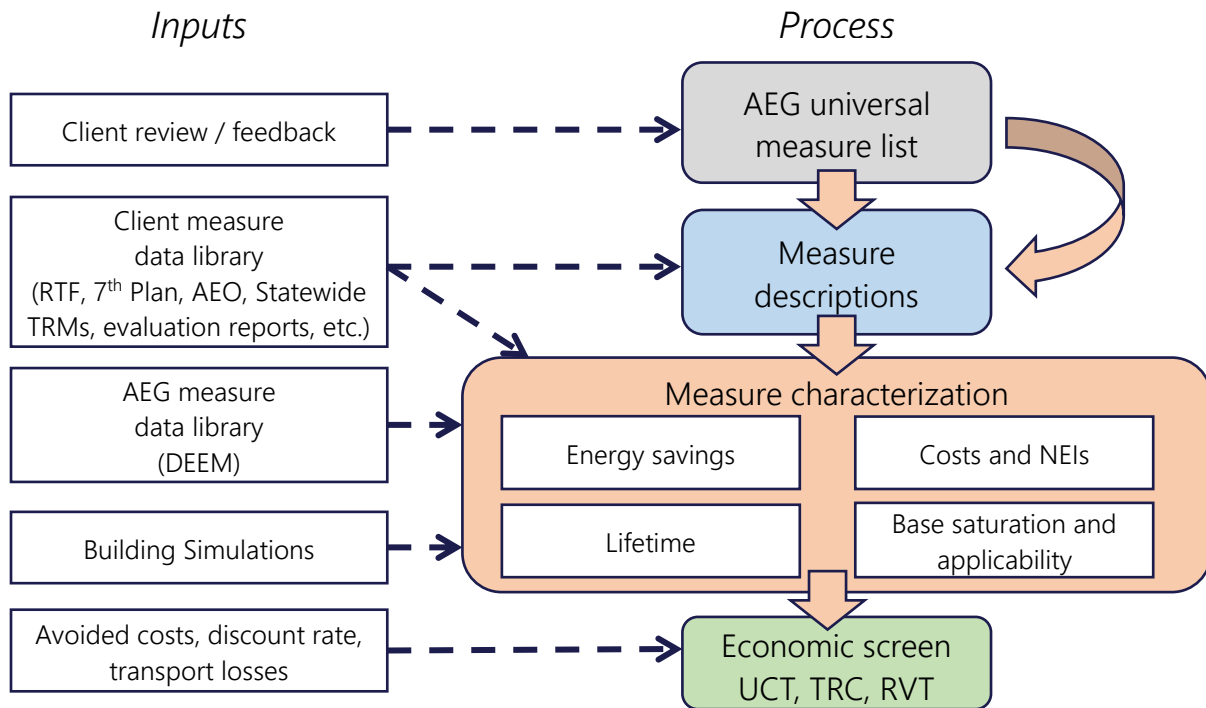 Inputs
Process
Client review / feedback
AEG universal
measure list
Client measure
data library
(RTF, 7th Plan, AEO, Statewide
TRMs, evaluation reports, etc.)
Measure
descriptions
AEG measure
data library
(DEEM)
Measure characterization
Energy savings
Costs and NEIs
Building Simulations
Lifetime
Base saturation and
applicability
Avoided costs, discount rate,
transport losses
Economic screen
UCT, TRC, RVT